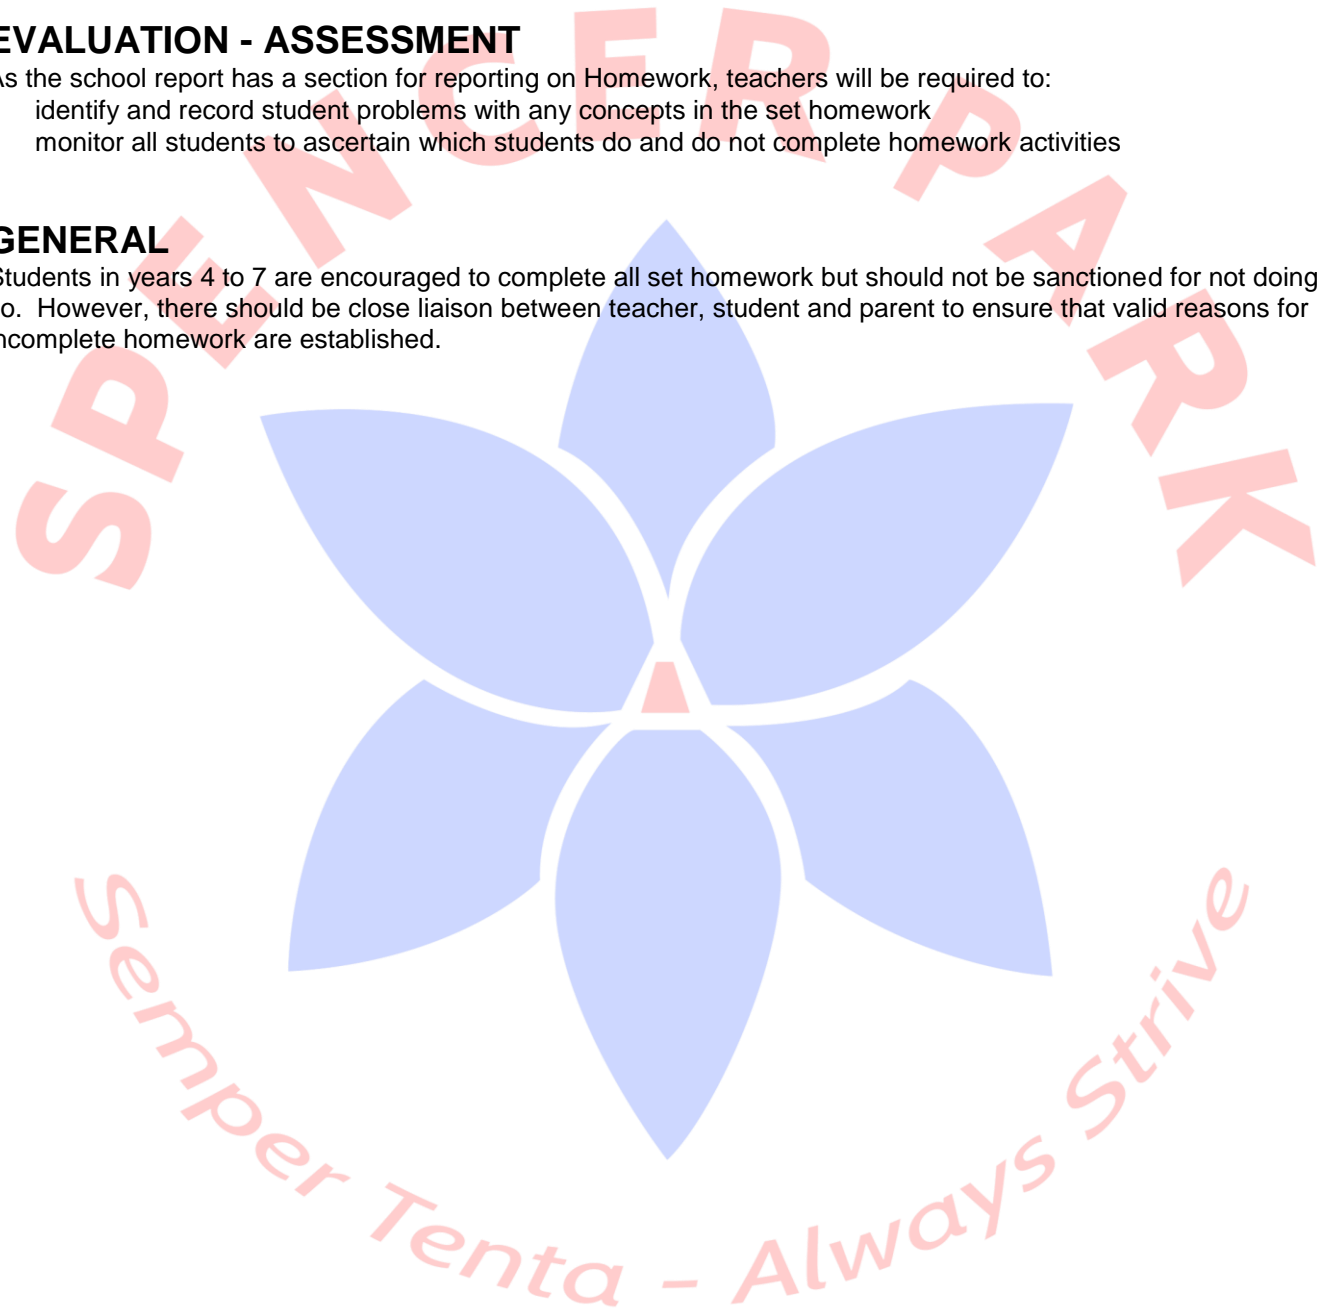 EVALUATION - ASSESSMENT
As the school report has a section for reporting on Homework, teachers will be required to:
identify and record student problems with any concepts in the set homework
monitor all students to ascertain which students do and do not complete homework activities
GENERAL
Students in years 4 to 7 are encouraged to complete all set homework but should not be sanctioned for not doing
so.  However, there should be close liaison between teacher, student and parent to ensure that valid reasons for
incomplete homework are established.
SPENCER PARK
Semper Tenta - Always Strive